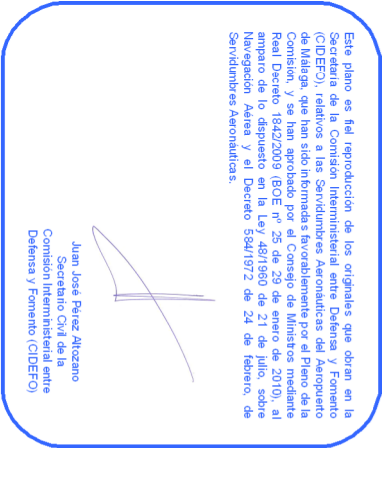 Este plano es fiel reproducción de los originales que obran en la
Secretaría de la Comisión Interministerial entre Defensa y Fomento
(CIDEFO), relativos a las Servidumbres Aeronáuticas del Aeropuerto
de Málaga, que han sido informadas favorablemente por el Pleno de la
Comisión, y se han aprobado por el Consejo de Ministros mediante
Real Decreto 1842/2009 (BOE nº 25 de 29 de enero de 2010), al
amparo de lo dispuesto en la Ley 48/1960 de 21 de julio, sobre
Navegación Aérea y el Decreto 584/1972 de 24 de febrero, de
Servidumbres Aeronáuticas.
Juan José Pérez Altozano
Secretario Civil de la
Comisión Interministerial entre
Defensa y Fomento (CIDEFO)